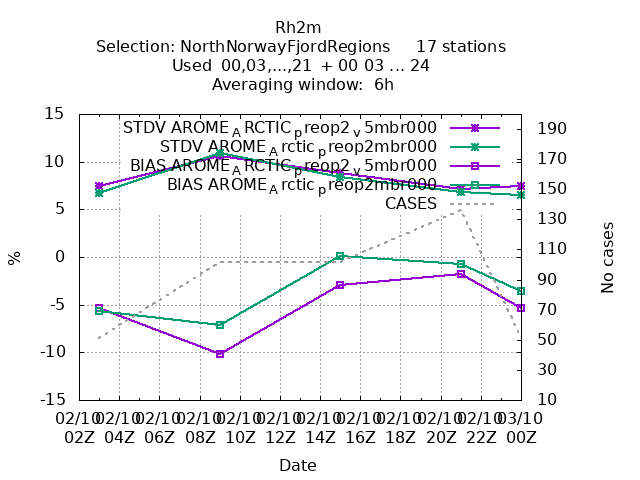 Rh2m
Selection: NorthNorwayFjordRegions 17 stations
Used 00,03,...,21 + 00 03 ... 24
Averaging window: 6h
STDV AROME_ARCTIC_preop2_v5mbr000
STDV AROME_Arctic_preop2mbr000
BIAS AROME_ARCTIC_preop2_v5mbr000
BIAS AROME_Arctic_preop2mbr000
CASES
15
10
5
0
-5
-10
-15
%
190
170
150
130
110
90
70
50
30
10
No cases
02/10 02/10 02/10 02/10 02/10 02/10 02/10 02/10 02/10 02/10 02/10 03/10
02Z 04Z 06Z 08Z 10Z 12Z 14Z 16Z 18Z 20Z 22Z 00Z
Date